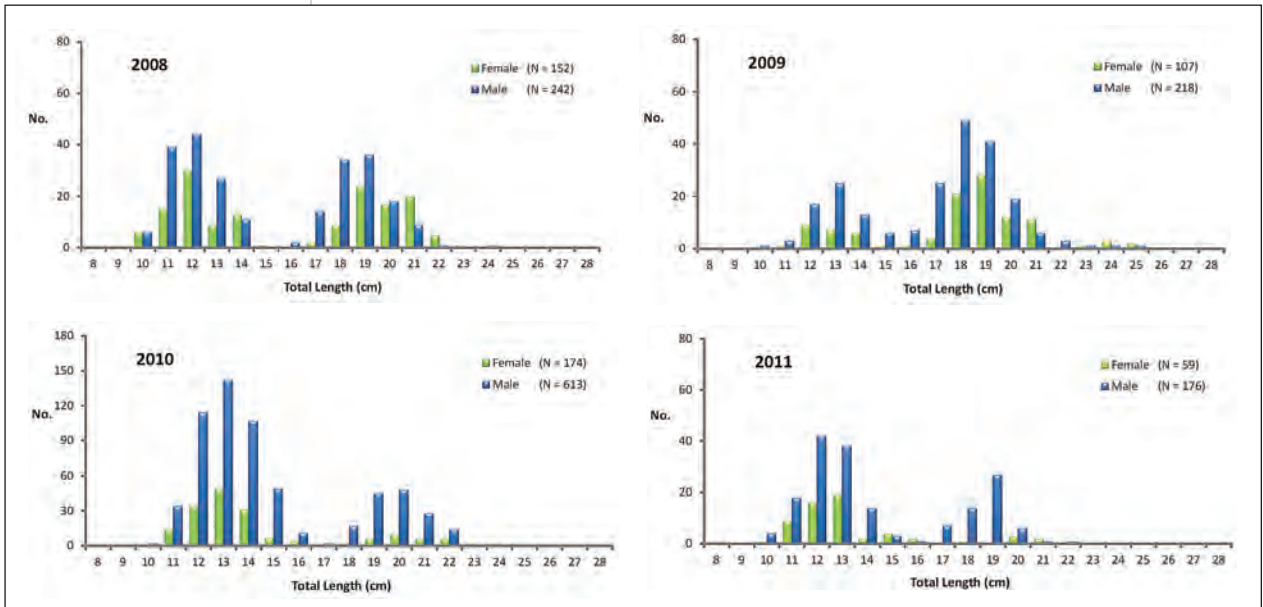 2008
Female (N = 152)
Male (N = 242)
80
60
No.
40
20
0
8 9 10 11 12 13 14 15 16 17 18 19 20 21 22 23 24 25 26 27 28
Total Length (cm)
2009
Female (N = 107)
Male (N = 218)
80
60
No.
40
20
0
8 9 10 11 12 13 14 15 16 17 18 19 20 21 22 23 24 25 26 27 28
Total Length (cm)
2010
Female (N = 174)
Male (N = 613)
180
150
120
No.
90
60
30
0
8 9 10 11 12 13 14 15 16 17 18 19 20 21 22 23 24 25 26 27 28
Total Length (cm)
2011
Female (N = 59)
Male (N = 176)
80
60
No.
40
20
0
8 9 10 11 12 13 14 15 16 17 18 19 20 21 22 23 24 25 26 27 28
Total Length (cm)